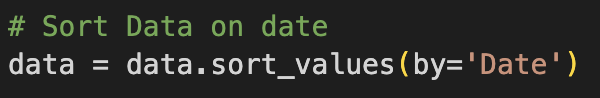 # Sort Data on date
data = data.sort_values(by='Date')